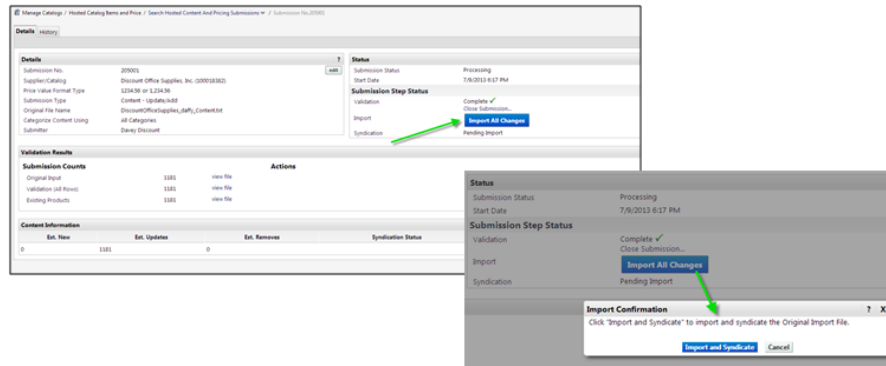 Manage Catalogs / Hosted Catalog Items and Price / Search Hosted Content And Pricing Submissions / Submission No.205001
Details History
Details ?
Submission No. 205001 edit
Supplier/Catalog Discount Office Supplies, Inc. (100018382)
Price Value Format Type 1234.56 or 1,234.56
Submission Type Content - Update/Add
Original File Name DiscountOfficeSupplies_daffy_Content.txt
Categorize Content Using All Categories
Submitter Davey Discount
Status
Submission Status Processing
Start Date 7/9/2013 6:17 PM
Submission Step Status
Validation Complete ✓
Close Submission...
Import Import All Changes
Syndication Pending Import
Validation Results
Submission Counts Actions
Original Input 1181 view file
Validation (All Rows) 1181 view file
Existing Products 1181 view file
Content Information
Est. New Est. Updates Est. Removes Syndication Status
0 1181 0
Status
Submission Status Processing
Start Date 7/9/2013 6:17 PM
Submission Step Status
Validation Complete ✓
Close Submission...
Import Import All Changes
Syndication Pending Import
Import Confirmation ? X
Click "Import and Syndicate" to import and syndicate the Original Import File.
Import and Syndicate Cancel